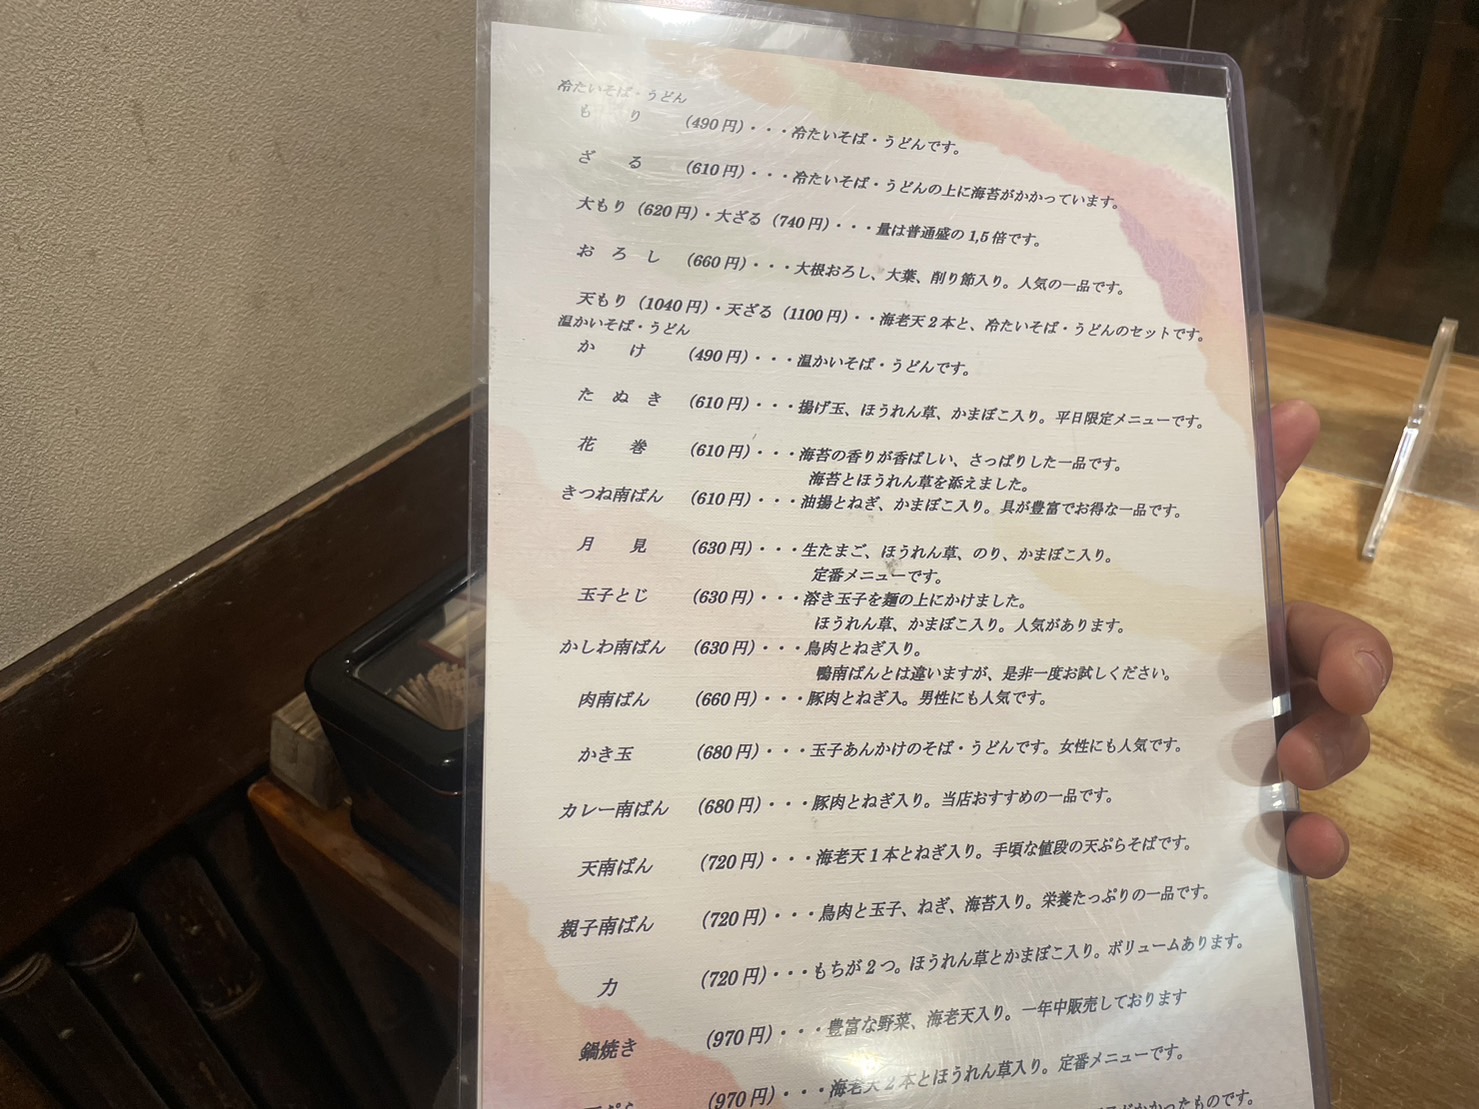 冷たいそば・うどん
もり (490円)・・・冷たいそば・うどんです。
ざる (610円)・・・冷たいそば・うどんの上に海苔がかかっています。
大もり (620円)・大ざる (740円)・・・量は普通盛の1,5倍です。
おろし (660円)・・・大根おろし、大葉、削り節入り。人気の一品です。
天もり (1040円)・天ざる (1100円)・・海老天2本と、冷たいそば・うどんのセットです。
温かいそば・うどん
かけ (490円)・・・温かいそば・うどんです。
たぬき (610円)・・・揚げ玉、ほうれん草、かまぼこ入り。平日限定メニューです。
花巻 (610円)・・・海苔の香りが香ばしい、さっぱりした一品です。
海苔とほうれん草を添えました。
きつね南ばん (610円)・・・油揚とねぎ、かまぼこ入り。具が豊富でお得な一品です。
月見 (630円)・・・生たまご、ほうれん草、のり、かまぼこ入り。
定番メニューです。
玉子とじ (630円)・・・溶き玉子を麺の上にかけました。
ほうれん草、かまぼこ入り。人気があります。
かしわ南ばん (630円)・・・鳥肉とねぎ入り。
鴨南ばんとは違いますが、是非一度お試しください。
肉南ばん (660円)・・・豚肉とねぎ入。男性にも人気です。
かき玉 (680円)・・・玉子あんかけのそば・うどんです。女性にも人気です。
カレー南ばん (680円)・・・豚肉とねぎ入り。当店おすすめの一品です。
天南ばん (720円)・・・海老天1本とねぎ入り。手頃な値段の天ぷらそばです。
親子南ばん (720円)・・・鳥肉と玉子、ねぎ、海苔入り。栄養たっぷりの一品です。
力 (720円)・・・もちが2つ。ほうれん草とかまぼこ入り。ボリュームあります。
鍋焼き (970円)・・・豊富な野菜、海老天入り。一年中販売しております
(970円)・・・海老天2本とほうれん草入り。定番メニューです。
がかかったものです。